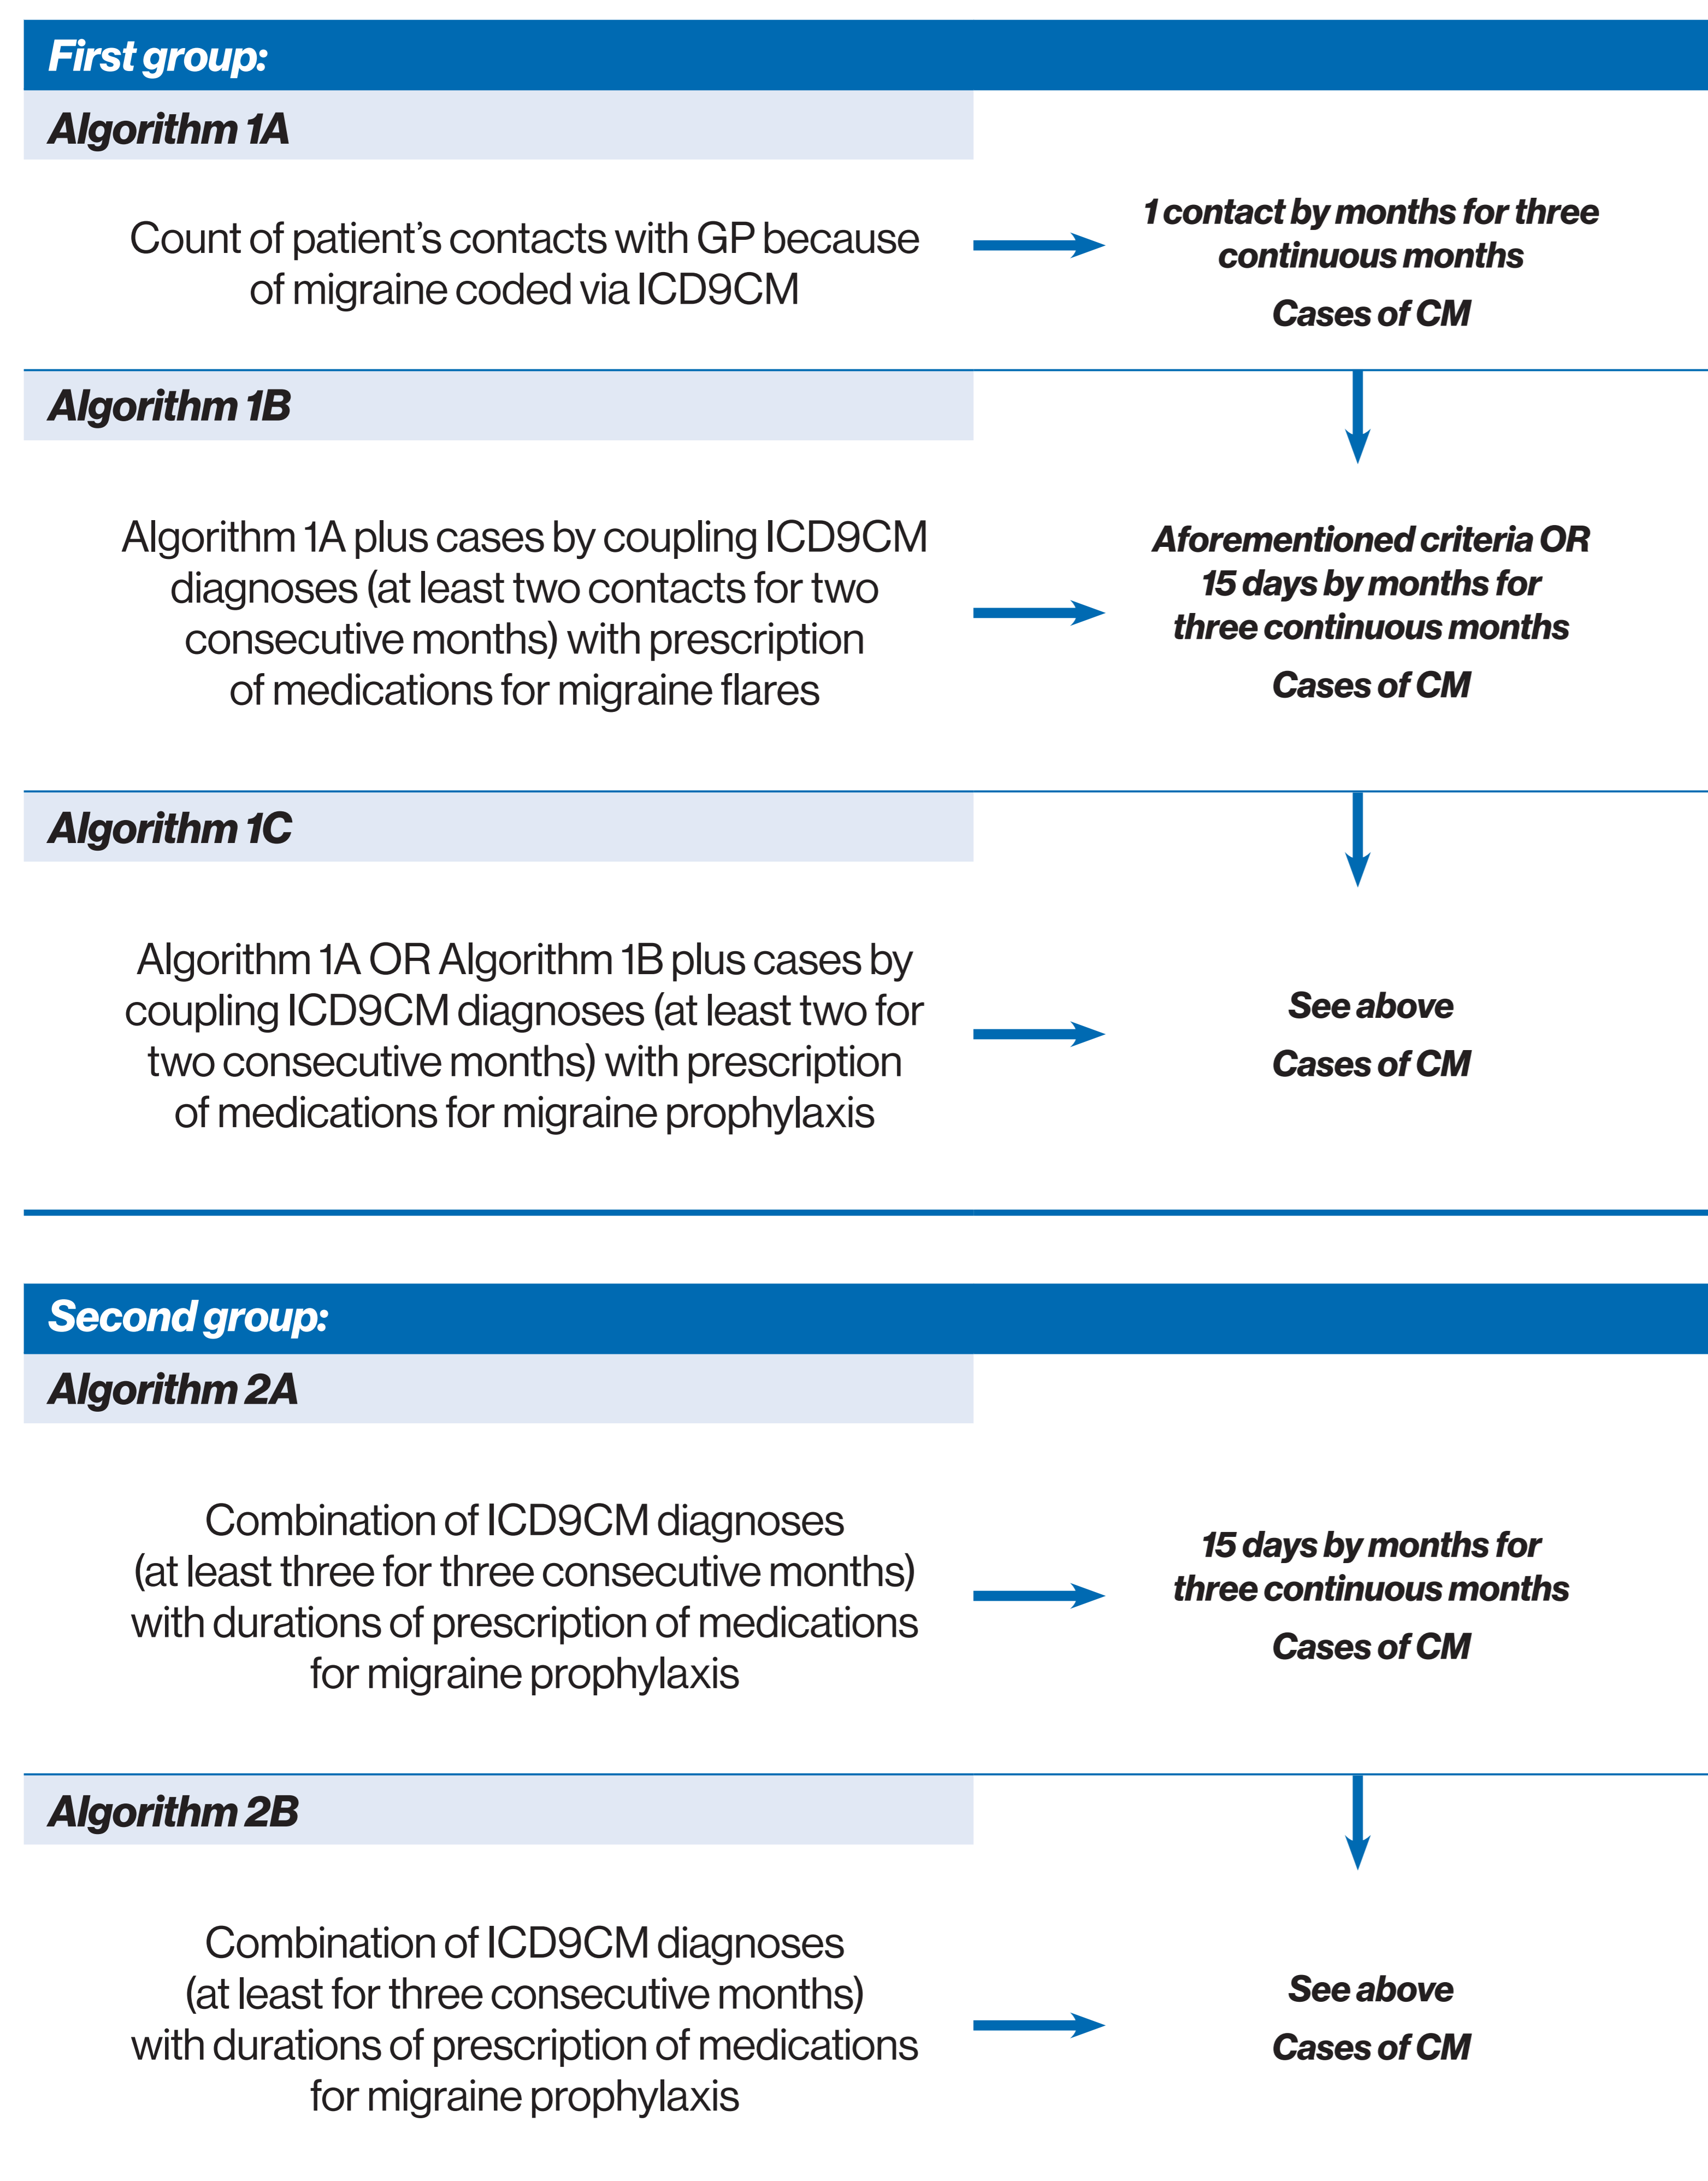 First group:
Algorithm 1A
Count of patient's contacts with GP because
of migraine coded via ICD9CM
1 contact by months for three
continuous months
Cases of CM
Algorithm 1B
Algorithm 1A plus cases by coupling ICD9CM
diagnoses (at least two contacts for two
consecutive months) with prescription
of medications for migraine flares
Aforementioned criteria OR
15 days by months for
three continuous months
Cases of CM
Algorithm 1C
Algorithm 1A OR Algorithm 1B plus cases by
coupling ICD9CM diagnoses (at least two for
two consecutive months) with prescription
of medications for migraine prophylaxis
See above
Cases of CM
Second group:
Algorithm 2A
Combination of ICD9CM diagnoses
(at least three for three consecutive months)
with durations of prescription of medications
for migraine prophylaxis
15 days by months for
three continuous months
Cases of CM
Algorithm 2B
Combination of ICD9CM diagnoses
(at least for three consecutive months)
with durations of prescription of medications
for migraine prophylaxis
See above
Cases of CM